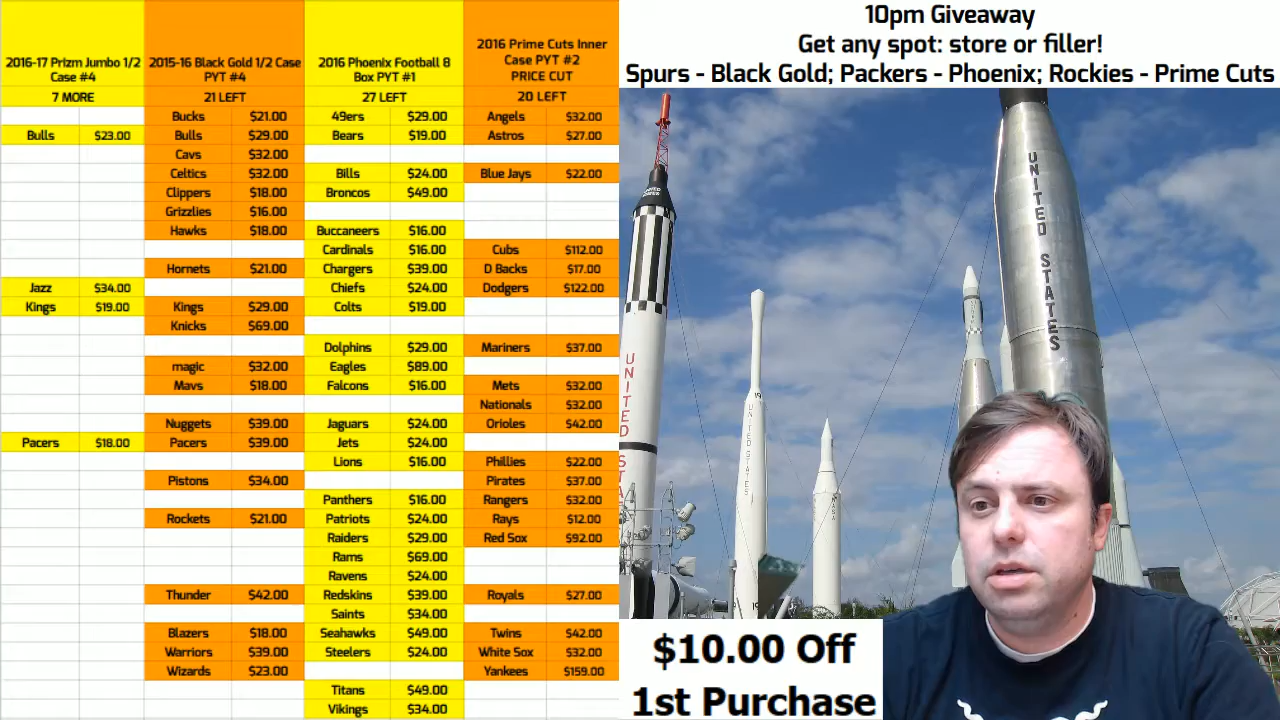 2016-17 Prizm Jumbo 1/2
Case #4
7 MORE
Bulls $23.00
Jazz $34.00
Kings $19.00
Pacers $18.00
2015-16 Black Gold 1/2 Case
PYT #4
21 LEFT
Bucks $21.00
Bulls $29.00
Cavs $32.00
Celtics $32.00
Clippers $18.00
Grizzlies $16.00
Hawks $18.00
Hornets $21.00
Kings $29.00
Knicks $69.00
magic $32.00
Mavs $18.00
Nuggets $39.00
Pacers $39.00
Pistons $34.00
Rockets $21.00
Thunder $42.00
Blazers $18.00
Warriors $39.00
Wizards $23.00
2016 Phoenix Football 8
Box PYT #1
27 LEFT
49ers $29.00
Bears $19.00
Bills $24.00
Broncos $49.00
Buccaneers $16.00
Cardinals $16.00
Chargers $39.00
Chiefs $24.00
Colts $19.00
Dolphins $29.00
Eagles $89.00
Falcons $16.00
Jaguars $24.00
Jets $24.00
Lions $16.00
Panthers $16.00
Patriots $24.00
Raiders $29.00
Rams $69.00
Ravens $24.00
Redskins $39.00
Saints $34.00
Seahawks $49.00
Steelers $24.00
Titans $49.00
Vikings $34.00
2016 Prime Cuts Inner
Case PYT #2
PRICE CUT
20 LEFT
Angels $32.00
Astros $27.00
Blue Jays $22.00
Cubs $112.00
D Backs $17.00
Dodgers $122.00
Mariners $37.00
Mets $32.00
Nationals $32.00
Orioles $42.00
Phillies $22.00
Pirates $37.00
Rangers $32.00
Rays $12.00
Red Sox $92.00
Royals $27.00
Twins $42.00
White Sox $32.00
Yankees $159.00
10pm Giveaway
Get any spot: store or filler!
Spurs - Black Gold; Packers - Phoenix; Rockies - Prime Cuts
UNITED STATES
UNITED STA
UNITED STATES
NASA
$10.00 Off
1st Purchase